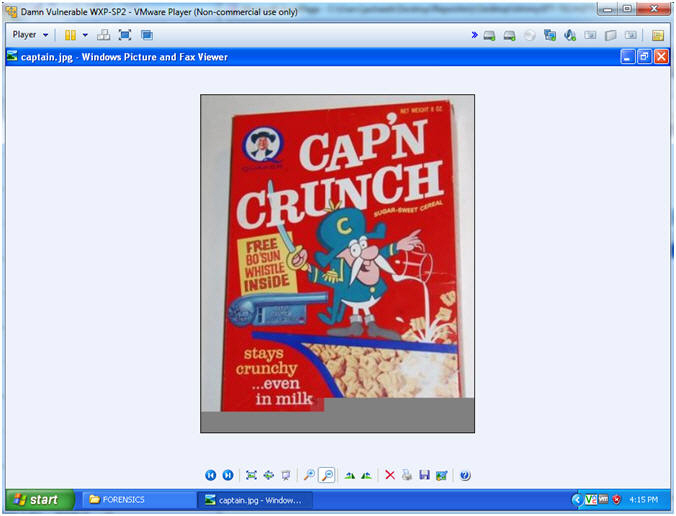 Damn Vulnerable WXP-SP2 - VMware Player (Non-commercial use only)
Player
captain.jpg - Windows Picture and Fax Viewer
NET WEIGHT 8 OZ
QUAKER
CAP'N
CRUNCH
SUGAR-SWEET CEREAL
C
FREE
BO'SUN
WHISTLE
INSiDE
stays
crunchy
...even
in milk
start
FORENSICS
captain.jpg - Window...
4:15 PM